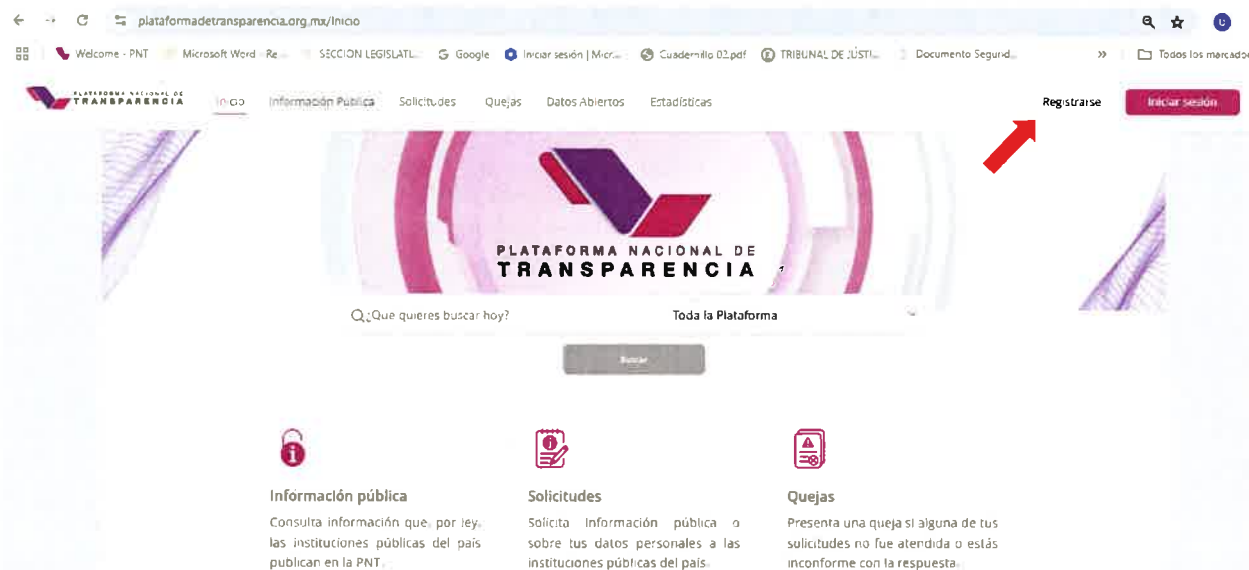 plataformadetransparencia.org.mx/Inicio
Welcome - PNT Microsoft Word - Re... SECCIÓN LEGISLATI... Google Iniciar sesión | Micr... Cuadernillo 02.pdf TRIBUNAL DE JUSTI... Documento Segurid... » Todos los marcador
PLATAFORMA NACIONAL DE
TRANSPARENCIA
Inicio Información Pública Solicitudes Quejas Datos Abiertos Estadísticas Registrarse Iniciar sesión
PLATAFORMA NACIONAL DE
TRANSPARENCIA
¿Que quieres buscar hoy? Toda la Plataforma
Buscar
Información pública
Consulta información que, por ley,
las instituciones públicas del país
publican en la PNT.
Solicitudes
Solicita información pública o
sobre tus datos personales a las
instituciones públicas del país.
Quejas
Presenta una queja si alguna de tus
solicitudes no fue atendida o estás
inconforme con la respuesta.